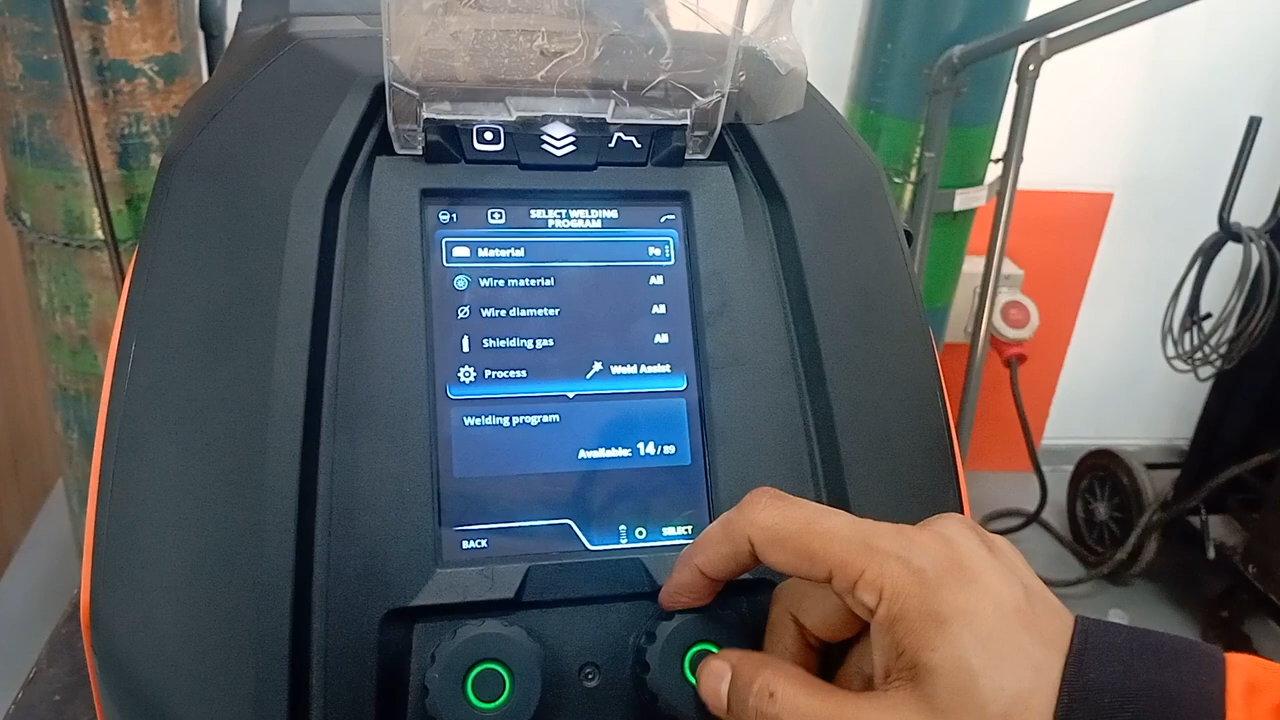 1
SELECT WELDING
PROGRAM
Material Fe
Wire material All
Wire diameter All
Shielding gas All
Process Weld Assist
Welding program
Available: 14/89
BACK SELECT